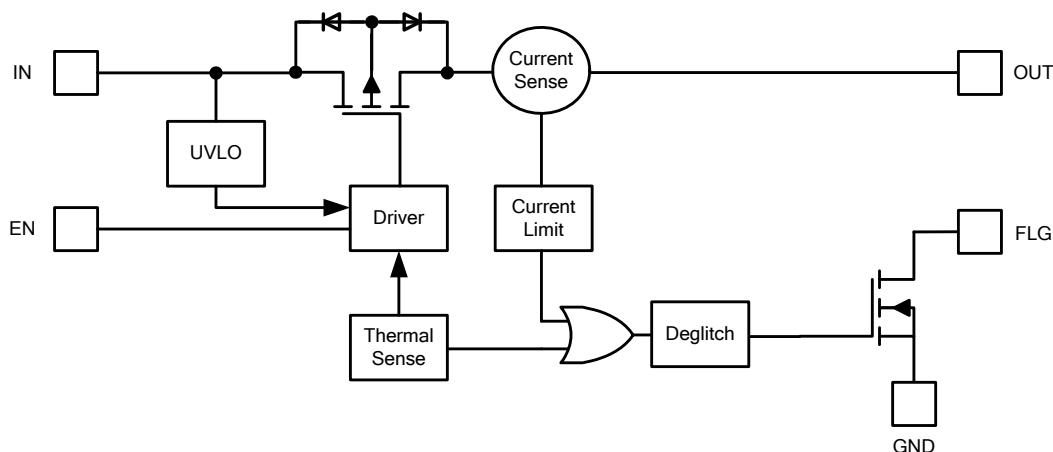 Current
Sense
IN
OUT
UVLO
Driver
Current
Limit
EN
FLG
Thermal
Sense
Deglitch
GND